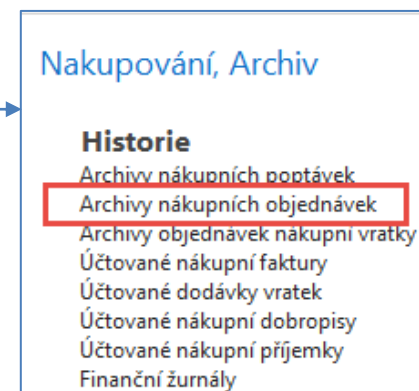 Nakupování, Archiv
Historie
Archivy nákupních poptávek
Archivy nákupních objednávek
Archivy objednávek nákupní vratky
Účtované nákupní faktury
Účtované dodávky vratek
Účtované nákupní dobropisy
Účtované nákupní příjemky
Finanční žurnály